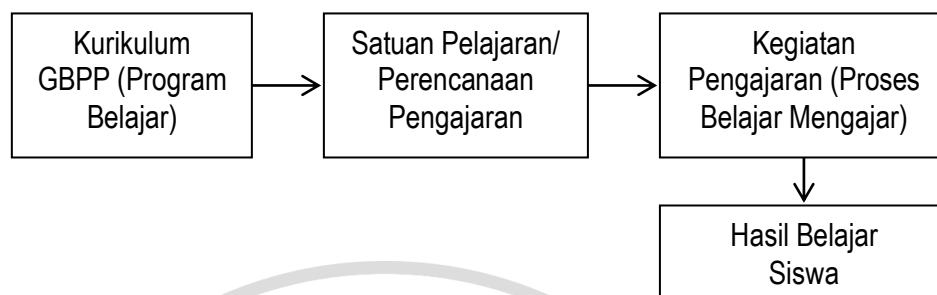 Kurikulum
GBPP (Program
Belajar)
Satuan Pelajaran/
Perencanaan
Pengajaran
Kegiatan
Pengajaran (Proses
Belajar Mengajar)
Hasil Belajar
Siswa